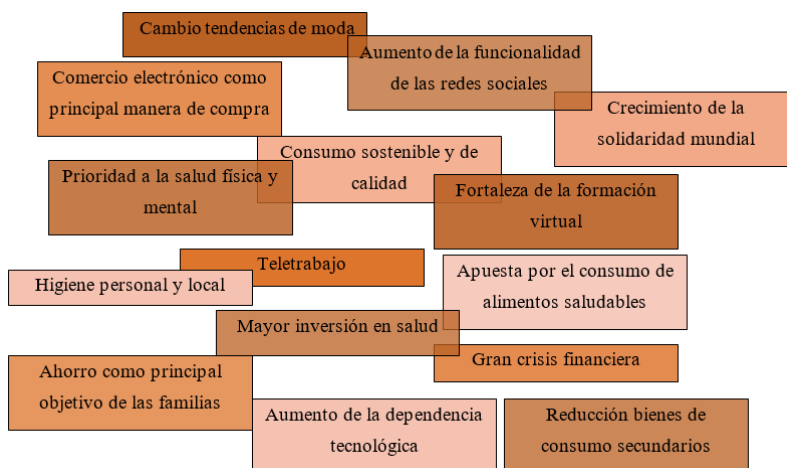 Cambio tendencias de moda
Aumento de la funcionalidad
de las redes sociales
Comercio electrónico como
principal manera de compra
Crecimiento de la
solidaridad mundial
Consumo sostenible y de
calidad
Prioridad a la salud física y
mental
Fortaleza de la formación
virtual
Teletrabajo
Higiene personal y local
Apuesta por el consumo de
alimentos saludables
Mayor inversión en salud
Gran crisis financiera
Ahorro como principal
objetivo de las familias
Aumento de la dependencia
tecnológica
Reducción bienes de
consumo secundarios